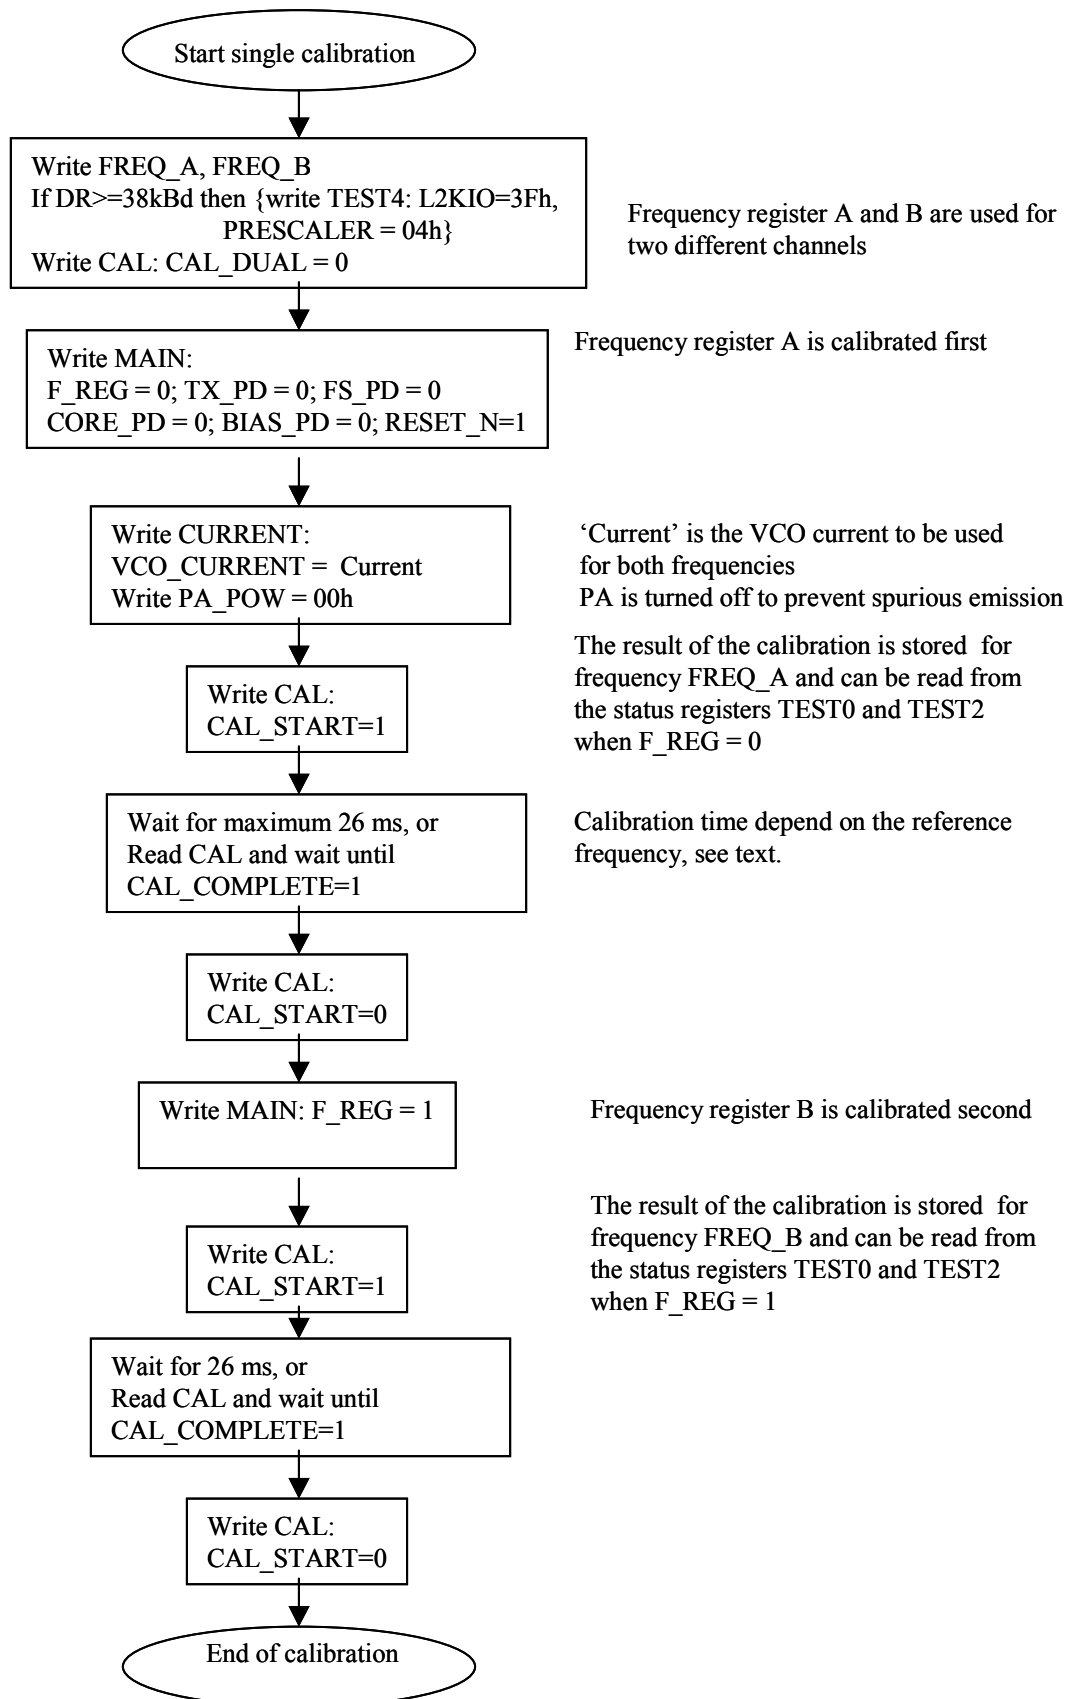 Start single calibration
Write FREQ_A, FREQ_B
If DR>=38kBd then {write TEST4: L2KIO=3Fh,
PRESCALER = 04h}
Write CAL: CAL_DUAL = 0
Frequency register A and B are used for
two different channels
Write MAIN:
F_REG = 0; TX_PD = 0; FS_PD = 0
CORE_PD = 0; BIAS_PD = 0; RESET_N=1
Frequency register A is calibrated first
Write CURRENT:
VCO_CURRENT = Current
Write PA_POW = 00h
‘Current’ is the VCO current to be used
for both frequencies
PA is turned off to prevent spurious emission
Write CAL:
CAL_START=1
The result of the calibration is stored for
frequency FREQ_A and can be read from
the status registers TEST0 and TEST2
when F_REG = 0
Wait for maximum 26 ms, or
Read CAL and wait until
CAL_COMPLETE=1
Calibration time depend on the reference
frequency, see text.
Write CAL:
CAL_START=0
Write MAIN: F_REG = 1
Frequency register B is calibrated second
Write CAL:
CAL_START=1
The result of the calibration is stored for
frequency FREQ_B and can be read from
the status registers TEST0 and TEST2
when F_REG = 1
Wait for 26 ms, or
Read CAL and wait until
CAL_COMPLETE=1
Write CAL:
CAL_START=0
End of calibration